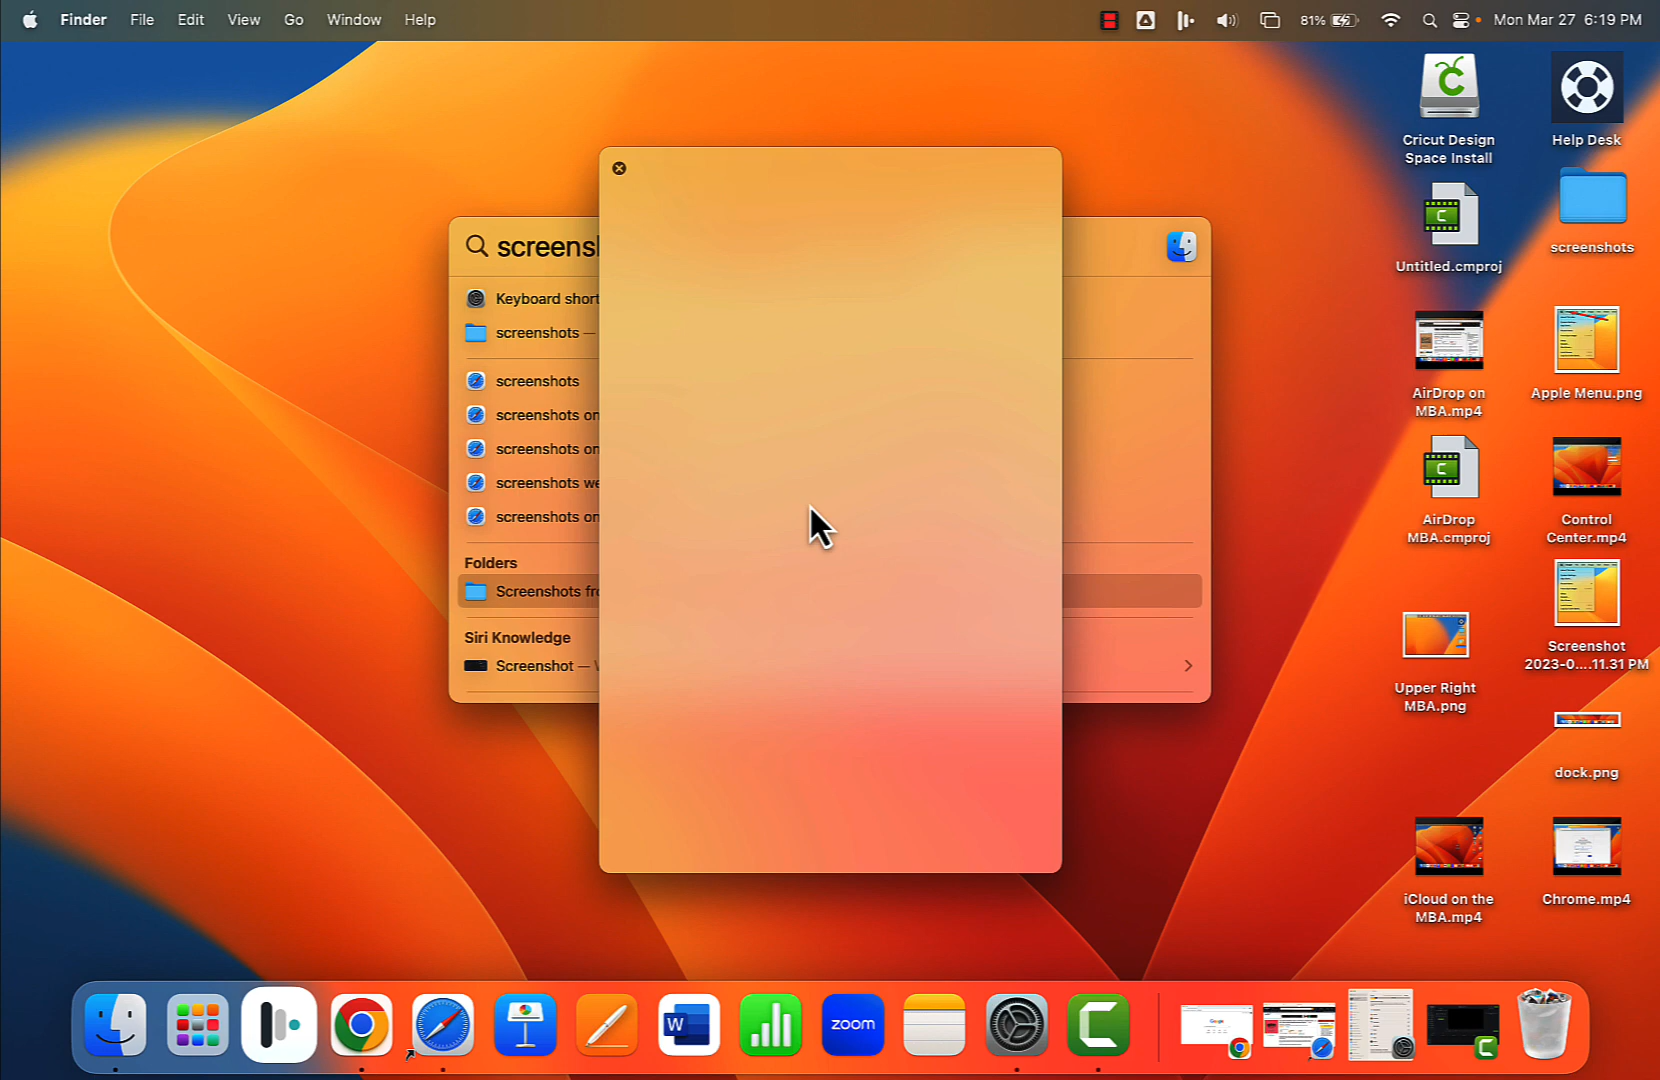 Finder File Edit View Go Window Help 81% Mon Mar 27 6:19 PM
Cricut Design
Space Install
Help Desk
Untitled.cmproj
screenshots
AirDrop on
MBA.mp4
Apple Menu.png
AirDrop
MBA.cmproj
Control
Center.mp4
Upper Right
MBA.png
Screenshot
2023-0....11.31 PM
dock.png
iCloud on the
MBA.mp4
Chrome.mp4
screens
Keyboard short
screenshots —
screenshots
screenshots on
screenshots on
screenshots we
screenshots on
Folders
Screenshots fro
Siri Knowledge
Screenshot —
W
zoom